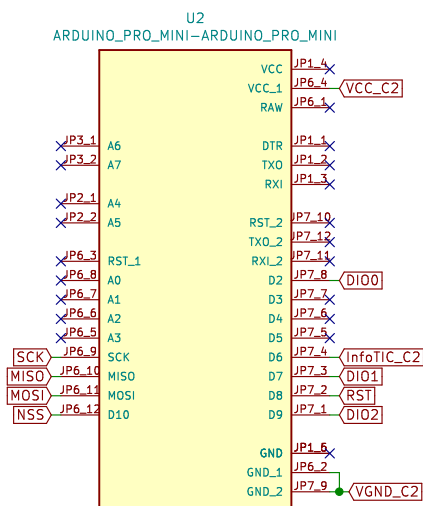 U2
ARDUINO_PRO_MINI-ARDUINO_PRO_MINI
VCC JP1_4
VCC_1 JP6_4 VCC_C2
RAW JP6_1
JP3_1 A6 DTR JP1_1
JP3_2 A7 TXO JP1_2
RXI JP1_3
JP2_1 A4
JP2_2 A5 RST_2 JP7_10
TXO_2 JP7_12
JP6_3 RST_1 RXI_2 JP7_11
JP6_8 A0 D2 JP7_8 DIO0
JP6_7 A1 D3 JP7_7
JP6_6 A2 D4 JP7_6
JP6_5 A3 D5 JP7_5
SCK JP6_9 SCK D6 JP7_4 InfoTIC_C2
MISO JP6_10 MISO D7 JP7_3 DIO1
MOSI JP6_11 MOSI D8 JP7_2 RST
NSS JP6_12 D10 D9 JP7_1 DIO2
GND
GND_1 JP6_2
GND_2 JP7_9 VGND_C2